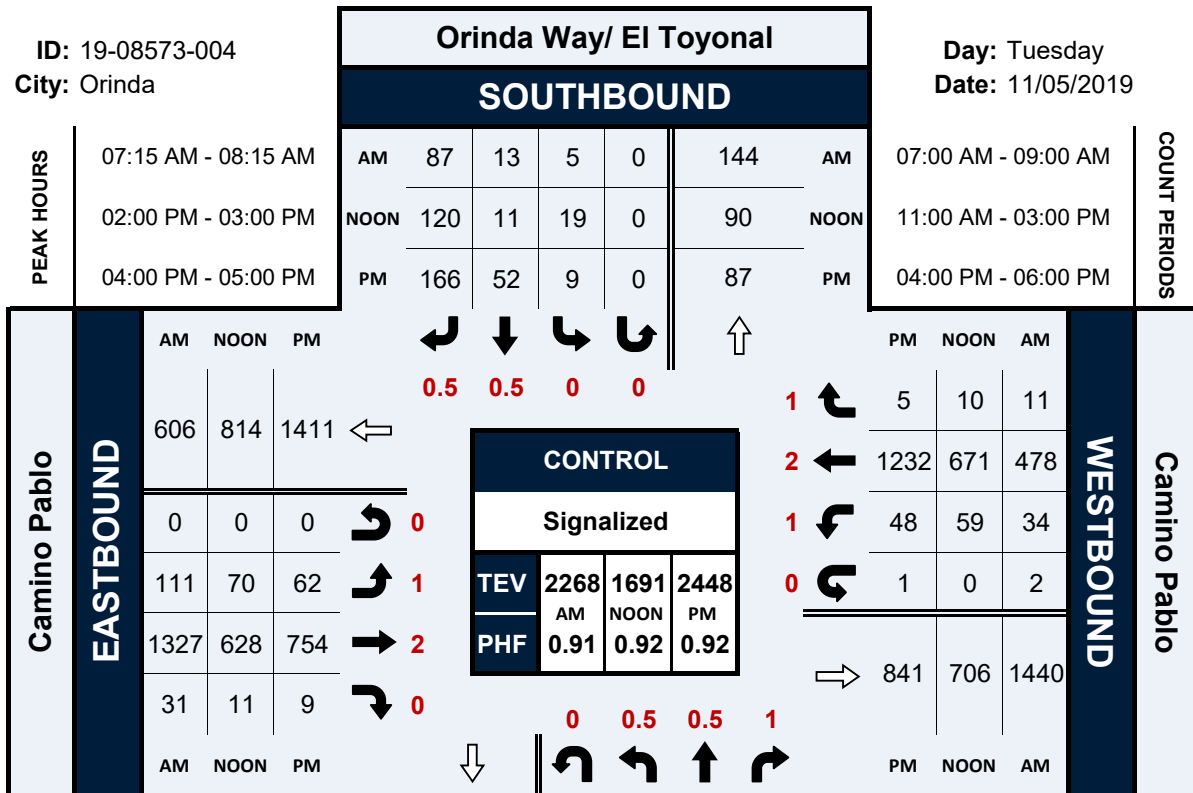 ID: 19-08573-004
City: Orinda
Orinda Way/ El Toyonal
SOUTHBOUND
Day: Tuesday
Date: 11/05/2019
PEAK HOURS
07:15 AM - 08:15 AM
02:00 PM - 03:00 PM
04:00 PM - 05:00 PM
AM 87 13 5 0 144 AM
NOON 120 11 19 0 90 NOON
PM 166 52 9 0 87 PM
07:00 AM - 09:00 AM
11:00 AM - 03:00 PM
04:00 PM - 06:00 PM
COUNT PERIODS
0.5 0.5 0 0
Camino Pablo
EASTBOUND
AM NOON PM
606 814 1411
0 0 0 0
111 70 62 1
1327 628 754 2
31 11 9 0
AM NOON PM
CONTROL
Signalized
TEV 2268 1691 2448
AM NOON PM
PHF 0.91 0.92 0.92
PM NOON AM
1 5 10 11
2 1232 671 478
1 48 59 34
0 1 0 2
841 706 1440
PM NOON AM
WESTBOUND
Camino Pablo
0 0.5 0.5 1